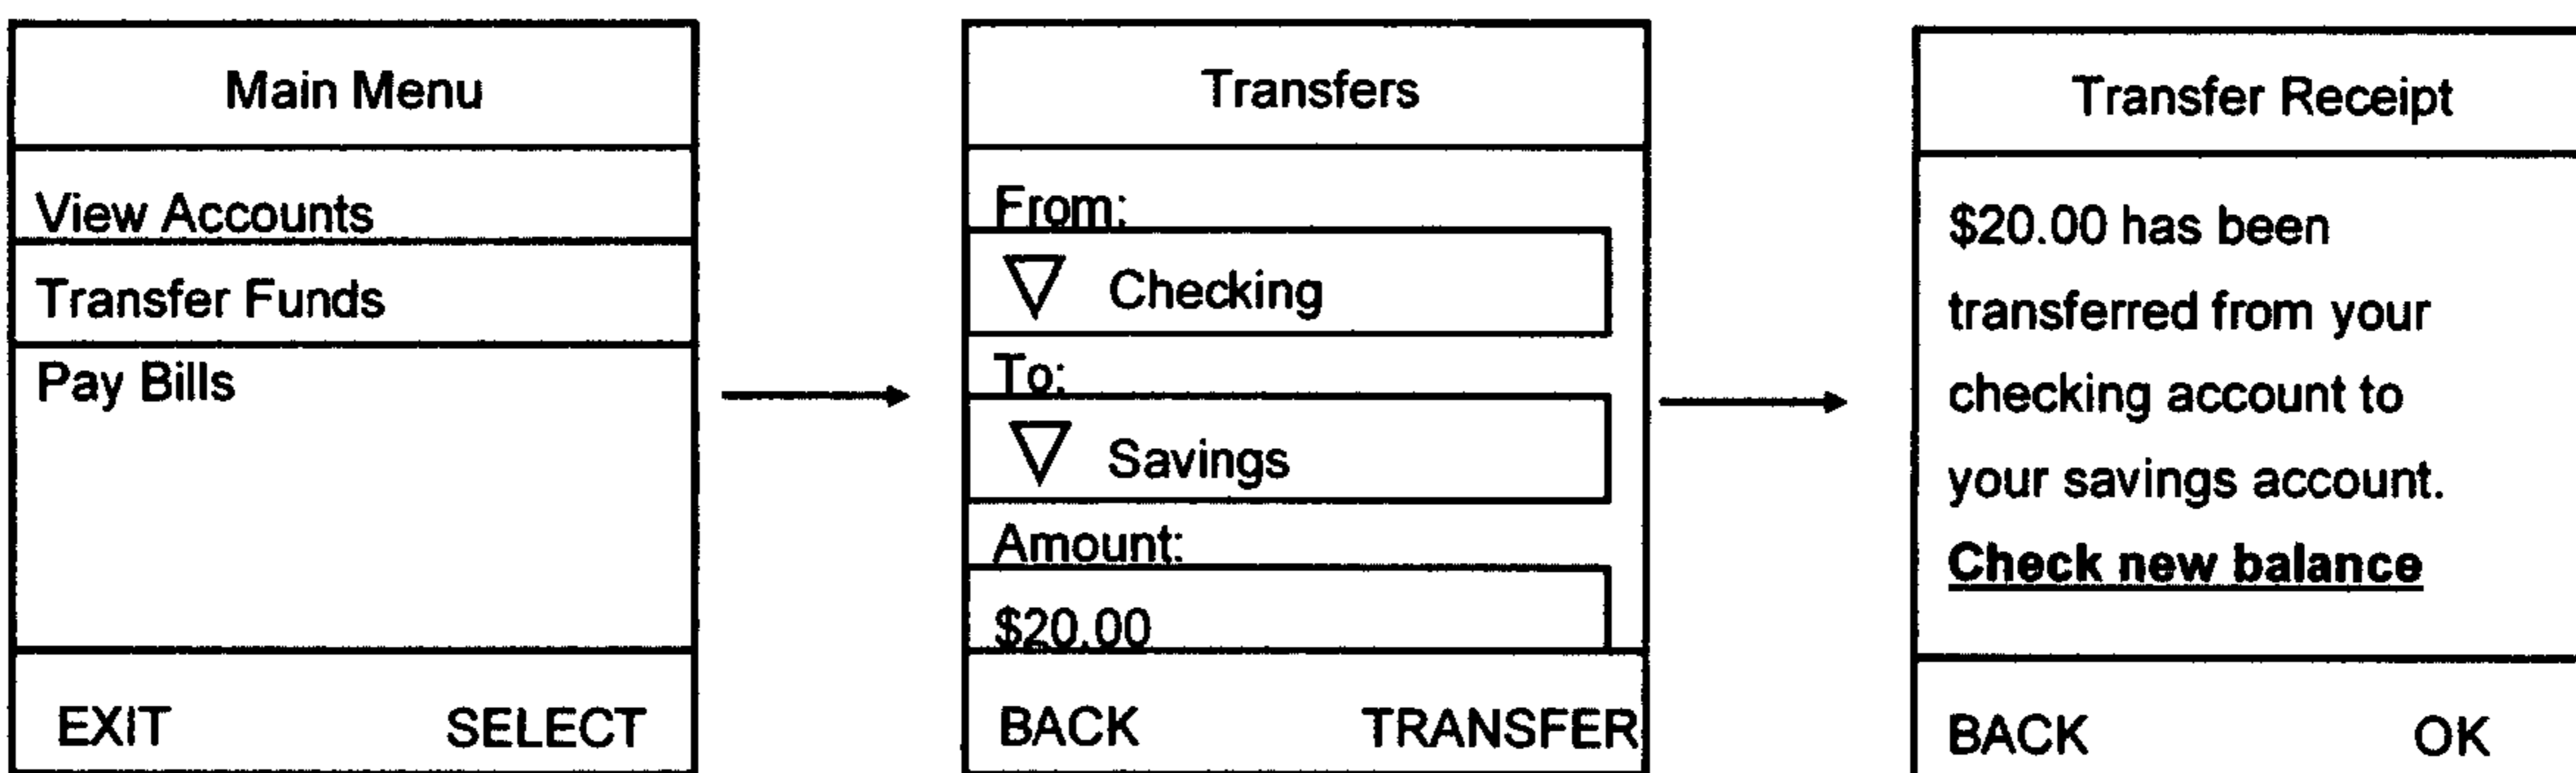 Main Menu
View Accounts
Transfer Funds
Pay Bills
EXIT SELECT
Transfers
From:
Checking
To:
Savings
Amount:
$20.00
BACK TRANSFER
Transfer Receipt
$20.00 has been
transferred from your
checking account to
your savings account.
Check new balance
BACK OK